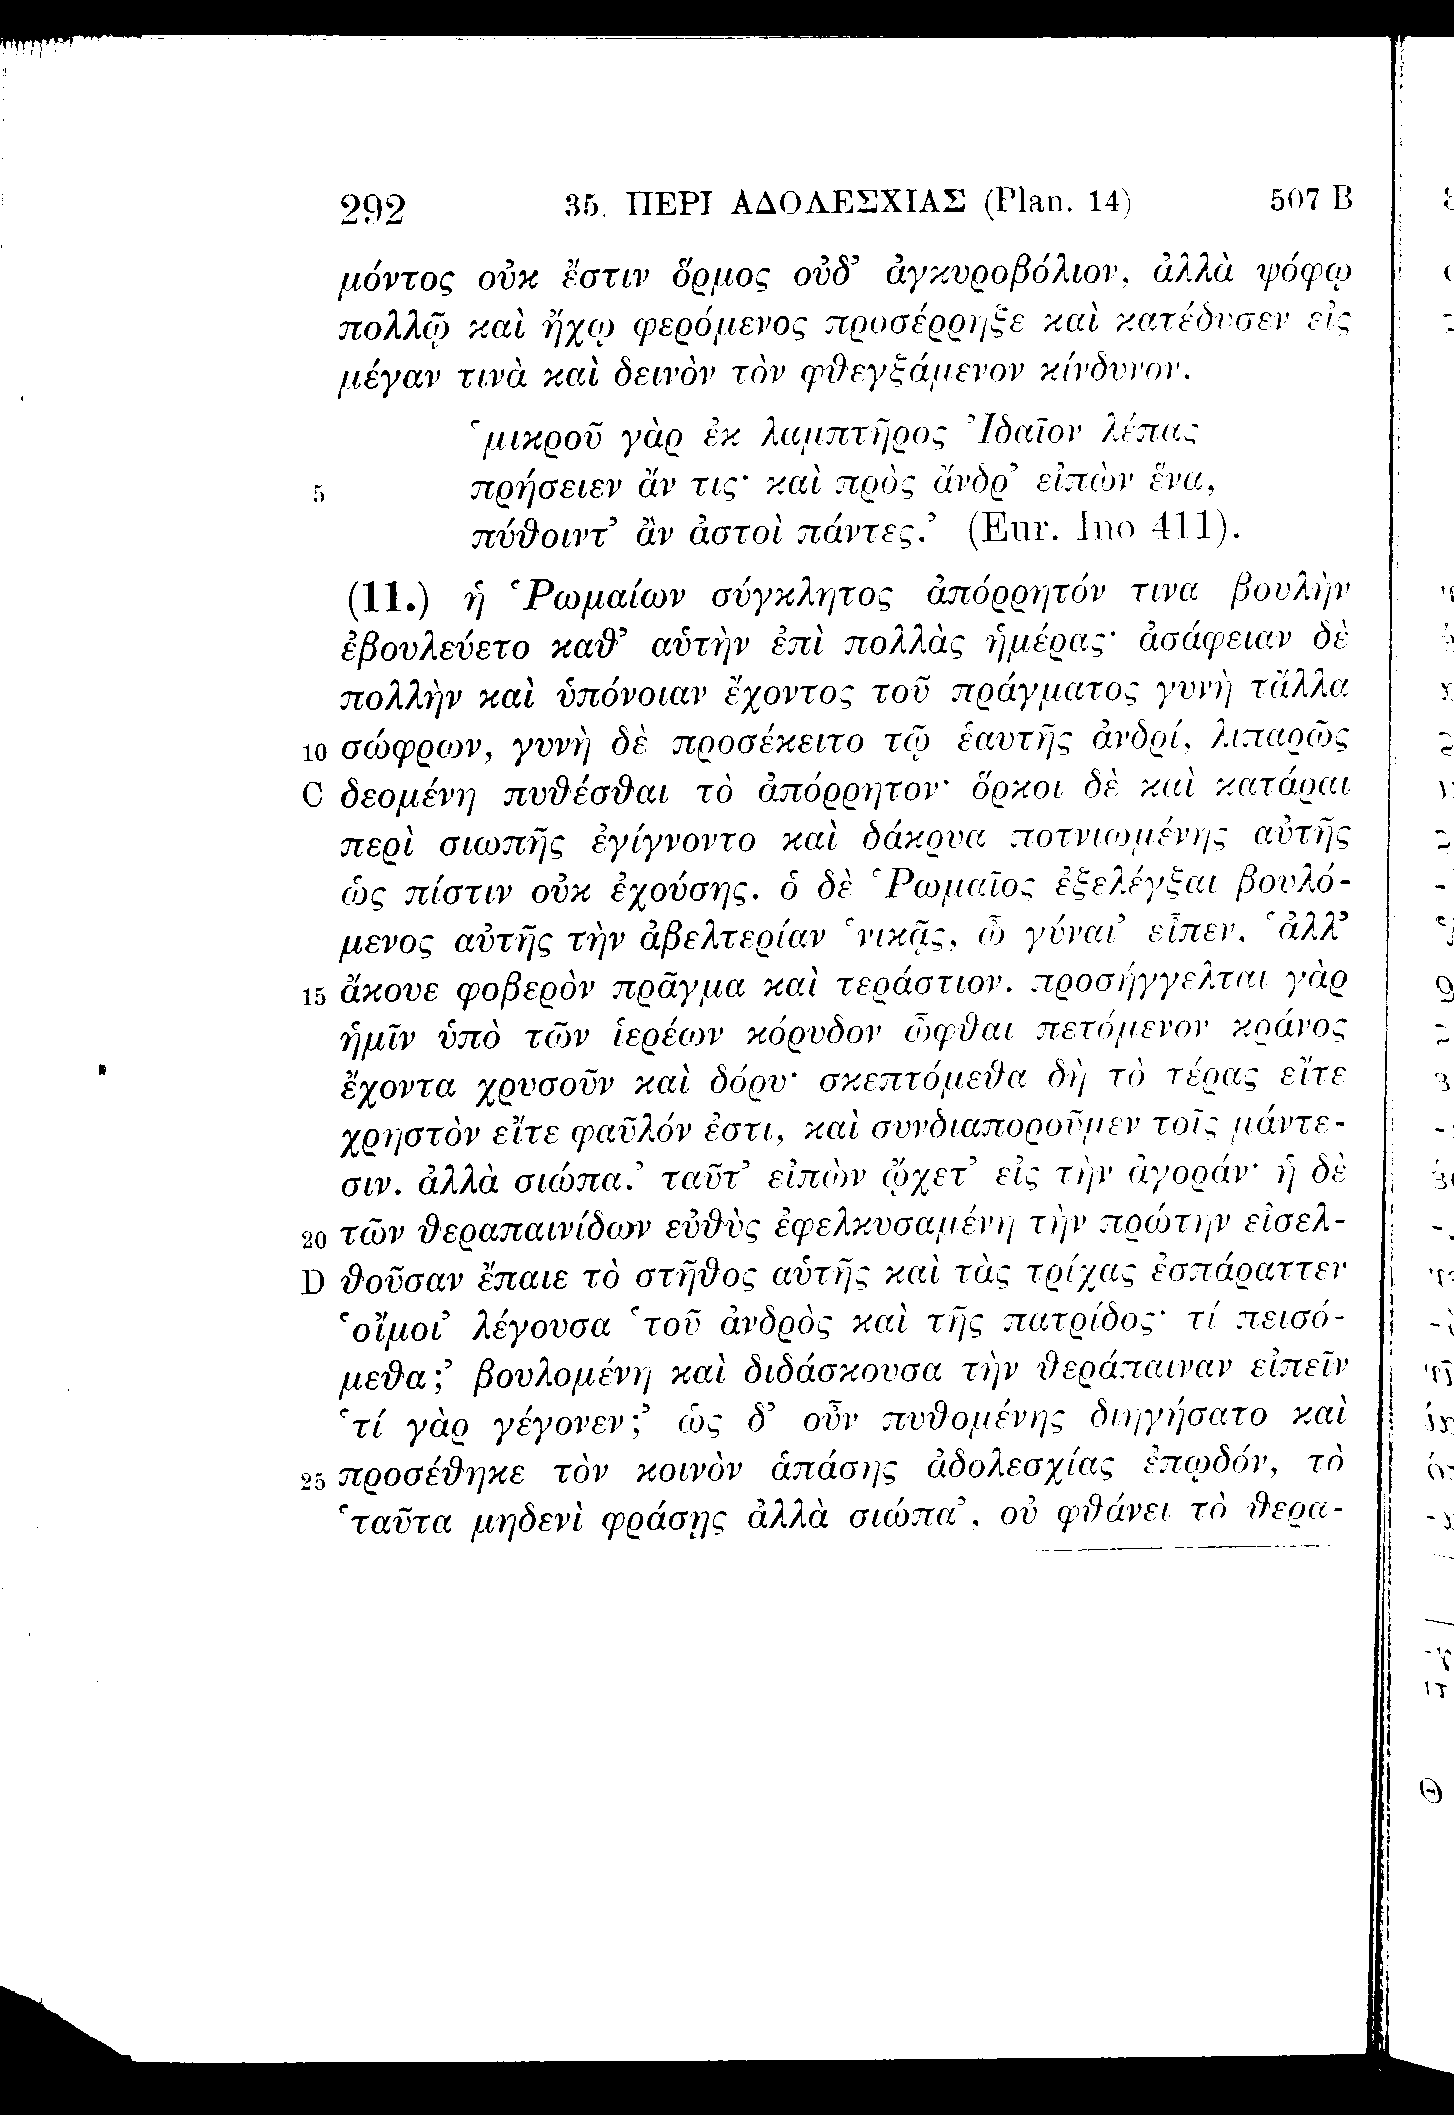 292 35. ΠΕΡΙ ΑΔΟΛΕΣΧΙΑΣ (Plan. 14) 507 B
μόντος οὐκ ἔστιν ὅρμος οὐδ’ ἀγκυροβόλιον, ἀλλὰ ψόφῳ
πολλῷ καὶ ἤχῳ φερόμενος προσέρρηξε καὶ κατέδυσεν εἰς
μέγαν τινὰ καὶ δεινὸν τὸν φθεγξάμενον κίνδυνον.
‘μικροῦ γὰρ ἐκ λαμπτῆρος Ἰδαῖον λέπας
5 πρήσειεν ἄν τις· καὶ πρὸς ἄνδρ’ εἰπὼν ἕνα,
πύθοιντ’ ἂν ἀστοὶ πάντες.’ (Eur. Ino 411).
(11.) ἡ Ῥωμαίων σύγκλητος ἀπόρρητόν τινα βουλὴν
ἐβουλεύετο καθ’ αὑτὴν ἐπὶ πολλὰς ἡμέρας· ἀσάφειαν δὲ
πολλὴν καὶ ὑπόνοιαν ἔχοντος τοῦ πράγματος γυνὴ τἄλλα
10 σώφρων, γυνὴ δὲ προσέκειτο τῷ ἑαυτῆς ἀνδρί, λιπαρῶς
C δεομένη πυθέσθαι τὸ ἀπόρρητον· ὅρκοι δὲ καὶ κατάραι
περὶ σιωπῆς ἐγίγνοντο καὶ δάκρυα ποτνιωμένης αὐτῆς
ὡς πίστιν οὐκ ἐχούσης. ὁ δὲ Ῥωμαῖος ἐξελέγξαι βουλό-
μενος αὐτῆς τὴν ἀβελτερίαν ‘νικᾷς, ὦ γύναι’ εἶπεν, ‘ἀλλ’
15 ἄκουε φοβερὸν πρᾶγμα καὶ τεράστιον. προσήγγελται γὰρ
ἡμῖν ὑπὸ τῶν ἱερέων κόρυδον ὦφθαι πετόμενον κράνος
ἔχοντα χρυσοῦν καὶ δόρυ· σκεπτόμεθα δὴ τὸ τέρας εἴτε
χρηστὸν εἴτε φαῦλόν ἐστι, καὶ συνδιαποροῦμεν τοῖς μάντε-
σιν. ἀλλὰ σιώπα.’ ταῦτ’ εἰπὼν ᾤχετ’ εἰς τὴν ἀγοράν· ἡ δὲ
20 τῶν θεραπαινίδων εὐθὺς ἐφελκυσαμένη τὴν πρώτην εἰσελ-
D θοῦσαν ἔπαιε τὸ στῆθος αὑτῆς καὶ τὰς τρίχας ἐσπάραττεν
‘οἴμοι’ λέγουσα ‘τοῦ ἀνδρὸς καὶ τῆς πατρίδος· τί πεισό-
μεθα;’ βουλομένη καὶ διδάσκουσα τὴν θεράπαιναν εἰπεῖν
‘τί γὰρ γέγονεν;’ ὡς δ’ οὖν πυθομένης διηγήσατο καὶ
25 προσέθηκε τὸν κοινὸν ἁπάσης ἀδολεσχίας ἐπῳδόν, τὸ
‘ταῦτα μηδενὶ φράσῃς ἀλλὰ σιώπα’, οὐ φθάνει τὸ θερα-